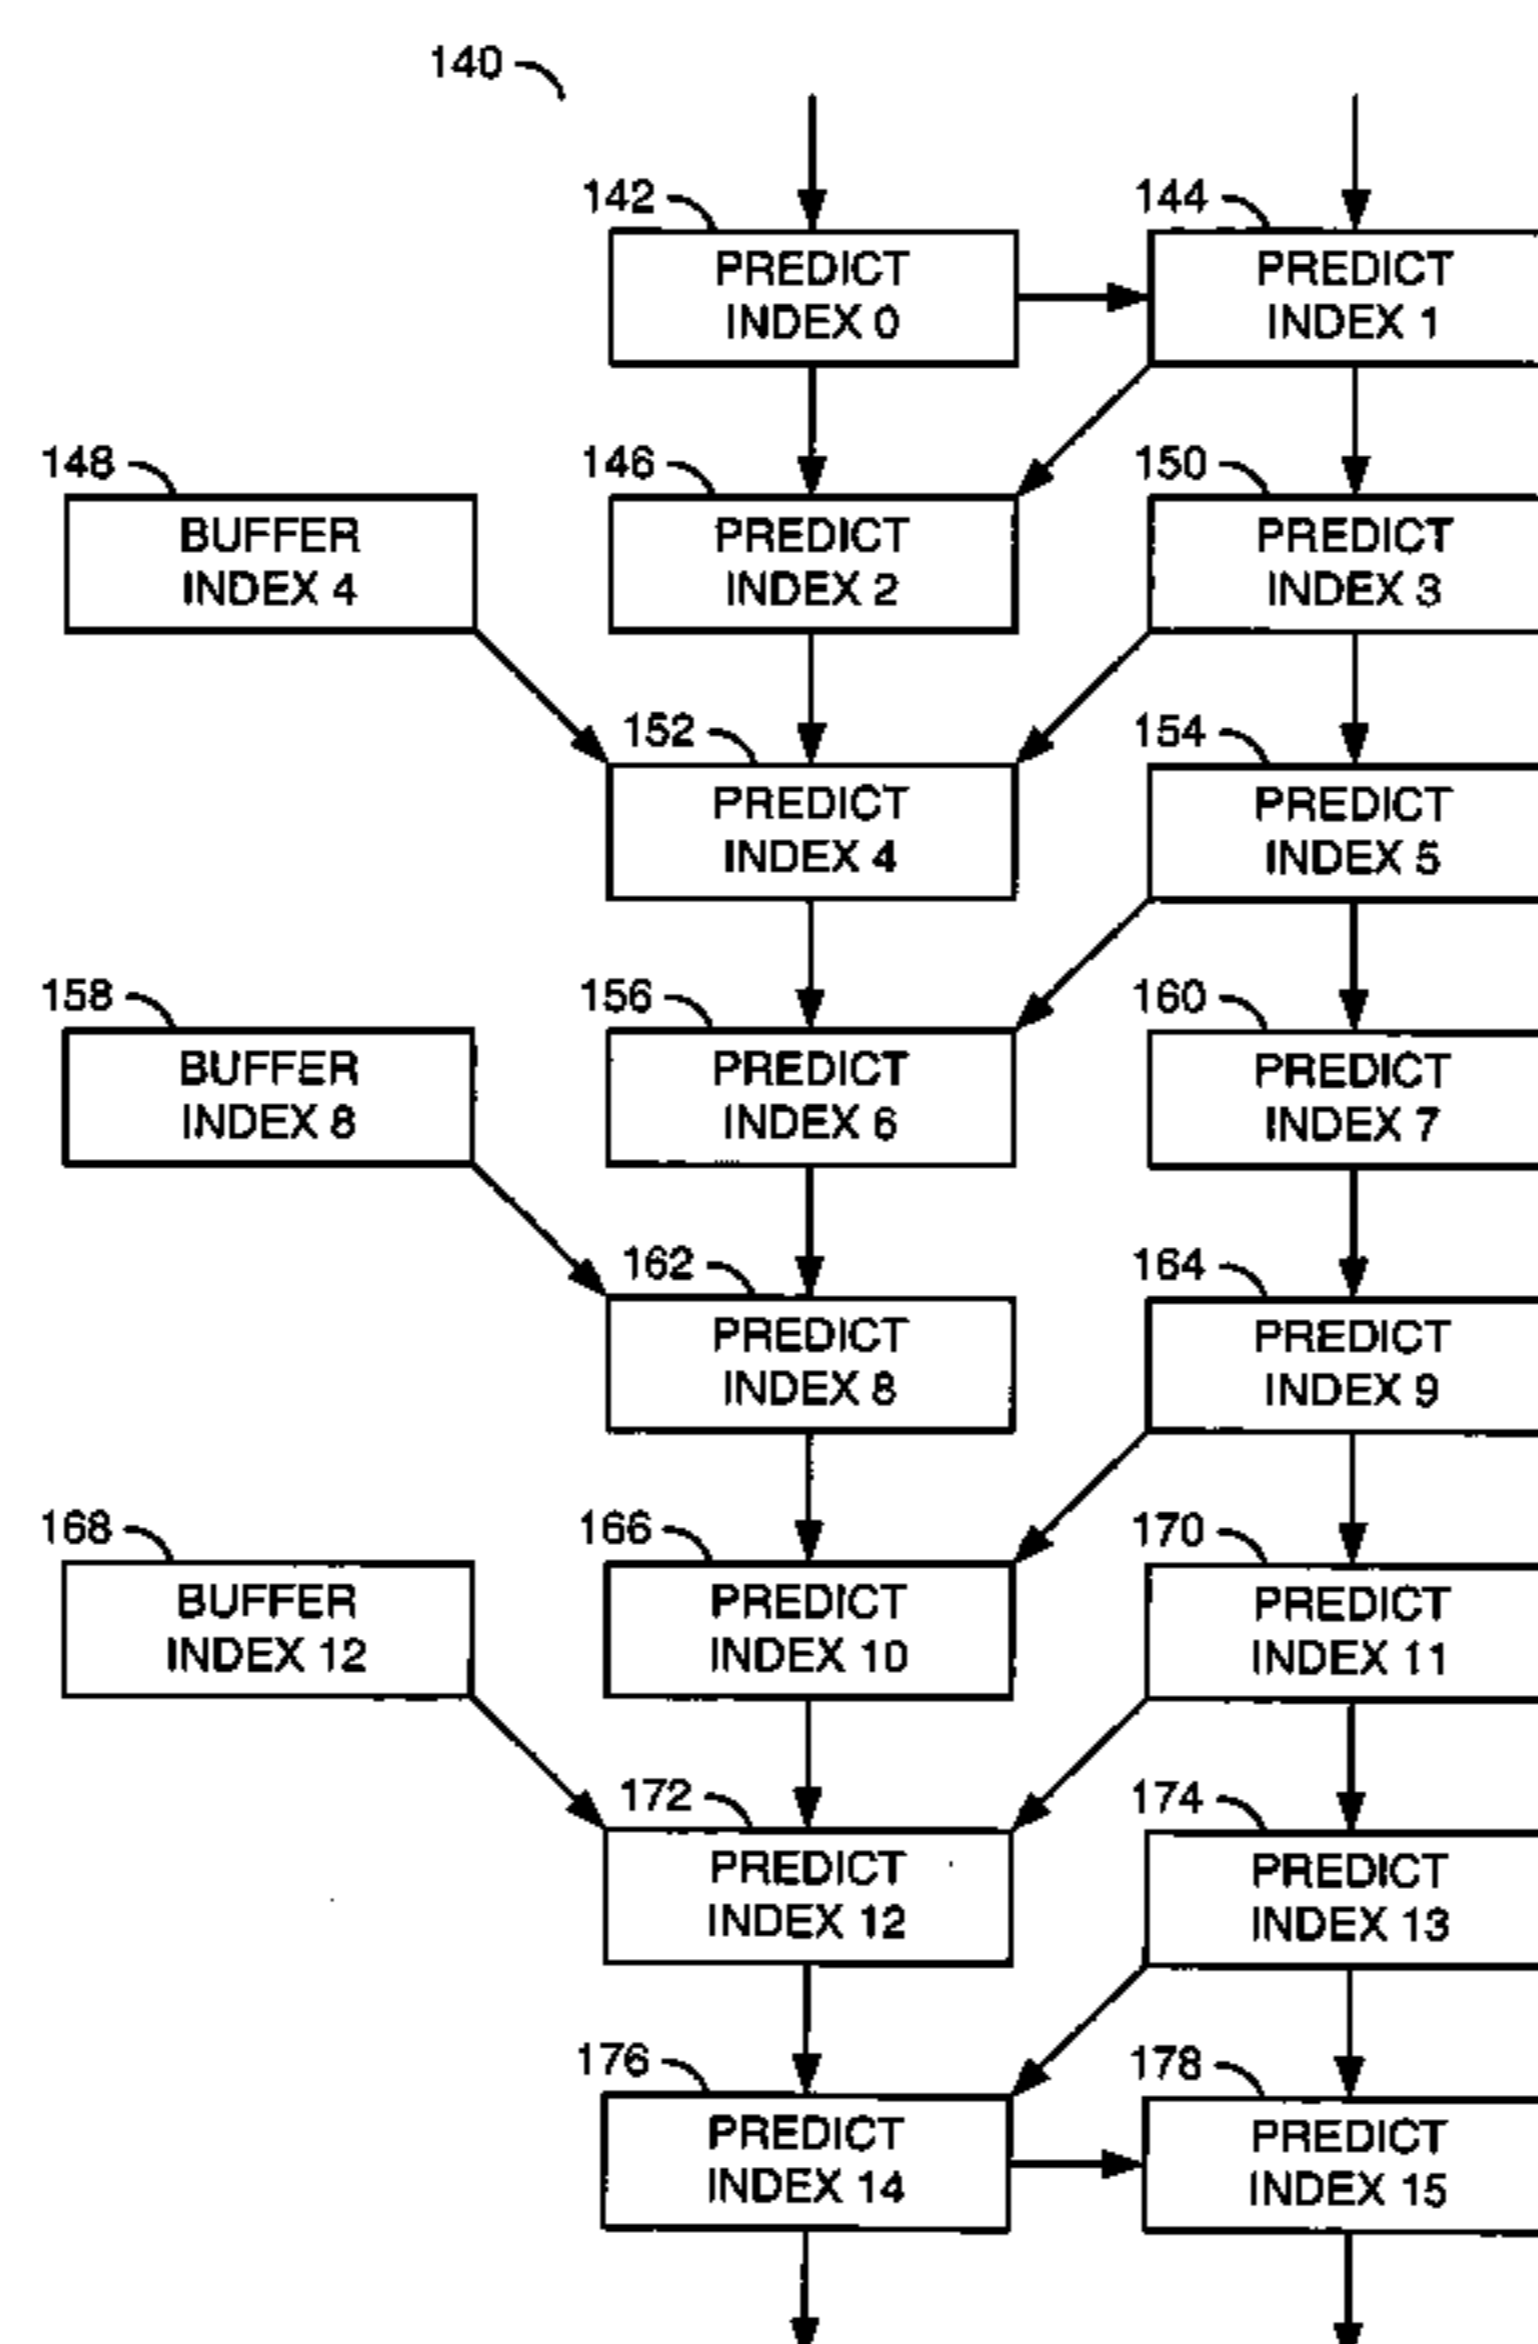 140
142
144
PREDICT
INDEX 0
PREDICT
INDEX 1
148
146
150
BUFFER
INDEX 4
PREDICT
INDEX 2
PREDICT
INDEX 3
152
154
PREDICT
INDEX 4
PREDICT
INDEX 5
158
156
160
BUFFER
INDEX 8
PREDICT
INDEX 6
PREDICT
INDEX 7
162
164
PREDICT
INDEX 8
PREDICT
INDEX 9
168
166
170
BUFFER
INDEX 12
PREDICT
INDEX 10
PREDICT
INDEX 11
172
174
PREDICT
INDEX 12
PREDICT
INDEX 13
176
178
PREDICT
INDEX 14
PREDICT
INDEX 15